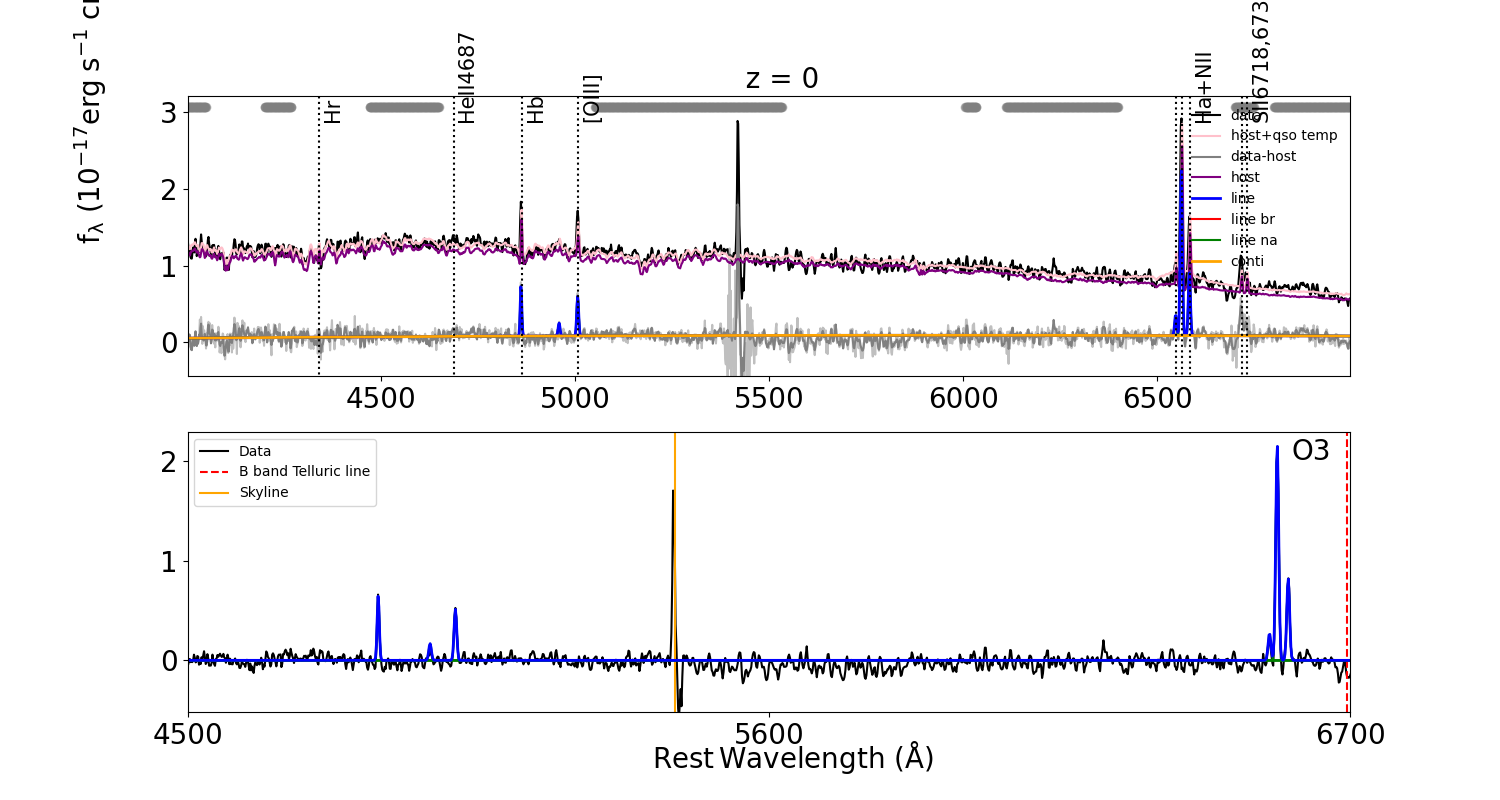 z = 0
Hr
HeII4687
Hb
[OIII]
Ha+NII
fλ (10⁻¹⁷erg s⁻¹
3
2
1
0
data
host+qso temp
data-host
host
line
line br
line na
conti
4500
5000
5500
6000
6500
Data
B band Telluric line
Skyline
O3
2
1
0
4500
5600
6700
Rest Wavelength (Å)